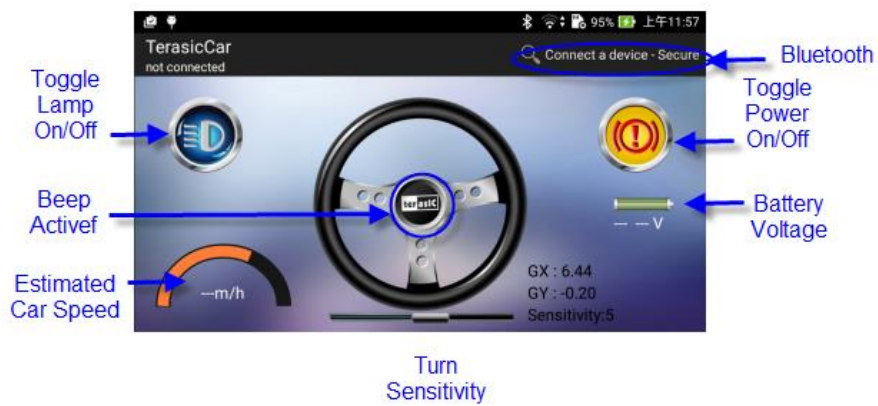 95% 上午11:57
TerasicCar
not connected
Connect a device - Secure
Bluetooth
Toggle
Lamp
On/Off
Toggle
Power
On/Off
Beep
Activef
terasic
Battery
Voltage
-- -- V
Estimated
Car Speed
---m/h
GX : 6.44
GY : -0.20
Sensitivity:5
Turn
Sensitivity